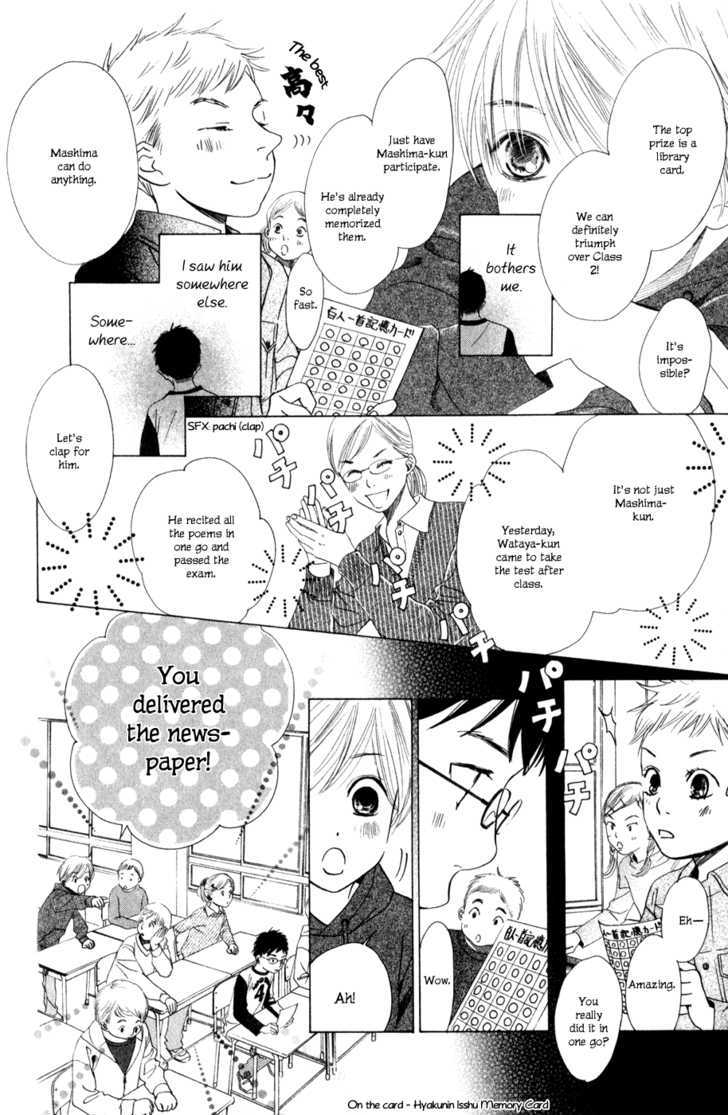 The top
prize is a
library
card.
We can
definitely
triumph
over Class
2!
It's
impos-
sible?
It
bothers
me.
Just have
Mashima-kun
participate.
He's already
completely
memorized
them.
So
fast.
百人一首記憶カード
The best
高々
Mashima
can do
anything.
I saw him
somewhere
else.
Some-
where...
SFX: pachi (clap)
It's not just
Mashima-
kun.
Yesterday,
Wataya-kun
came to take
the test after
class.
He recited all
the poems in
one go and
passed the
exam.
Let's
clap for
him.
パチ
パチ
パチ
パチ
パチ
パチ
Eh—
Amazing.
You
really
did it in
one go?
Wow.
Ah!
You
delivered
the news-
paper!
On the card - Hyakunin Isshu Memory Card